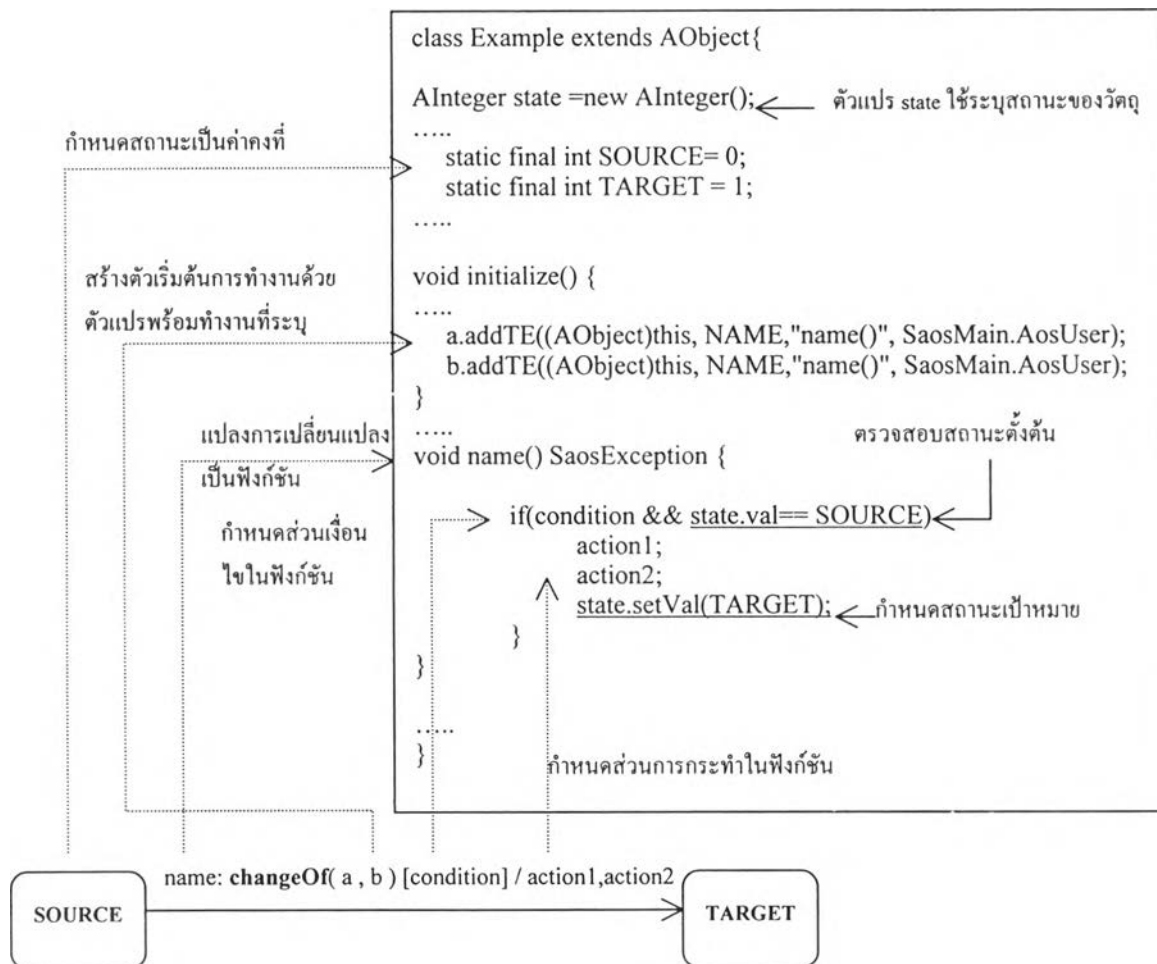 class Example extends AObject{
AInteger state =new AInteger();
ตัวแปร state ใช้ระบุสถานะของวัตถุ
กำหนดสถานะเป็นค่าคงที่
.....
static final int SOURCE= 0;
static final int TARGET = 1;
.....
สร้างตัวเริ่มต้นการทำงานด้วย
ตัวแปรพร้อมทำงานที่ระบุ
void initialize() {
.....
a.addTE((AObject)this, NAME,"name()", SaosMain.AosUser);
b.addTE((AObject)this, NAME,"name()", SaosMain.AosUser);
}
.....
แปลงการเปลี่ยนแปลง
เป็นฟังก์ชัน
ตรวจสอบสถานะตั้งต้น
void name() SaosException {
กำหนดส่วนเงื่อน
ไขในฟังก์ชัน
if(condition && state.val== SOURCE)
action1;
action2;
state.setVal(TARGET);
กำหนดสถานะเป้าหมาย
}
}
.....
}
กำหนดส่วนการกระทำในฟังก์ชัน
name: changeOf( a , b ) [condition] / action1,action2
SOURCE
TARGET